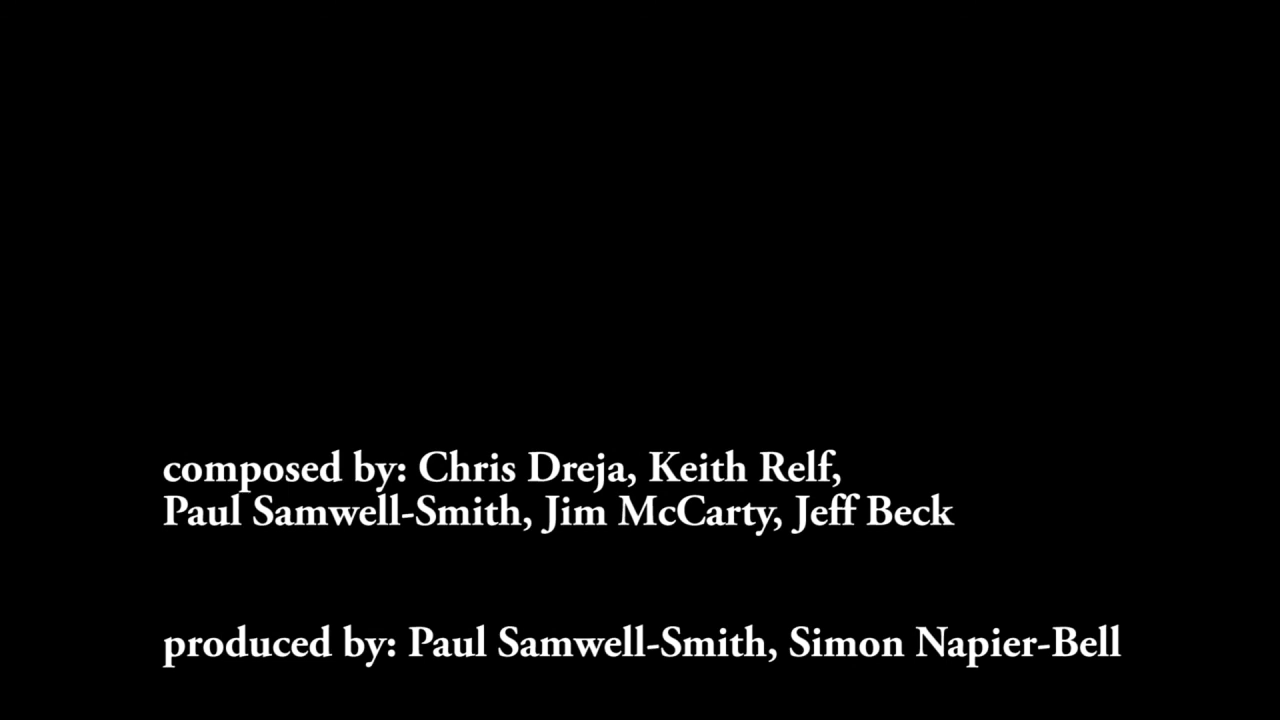 composed by: Chris Dreja, Keith Relf,
Paul Samwell-Smith, Jim McCarty, Jeff Beck
produced by: Paul Samwell-Smith, Simon Napier-Bell